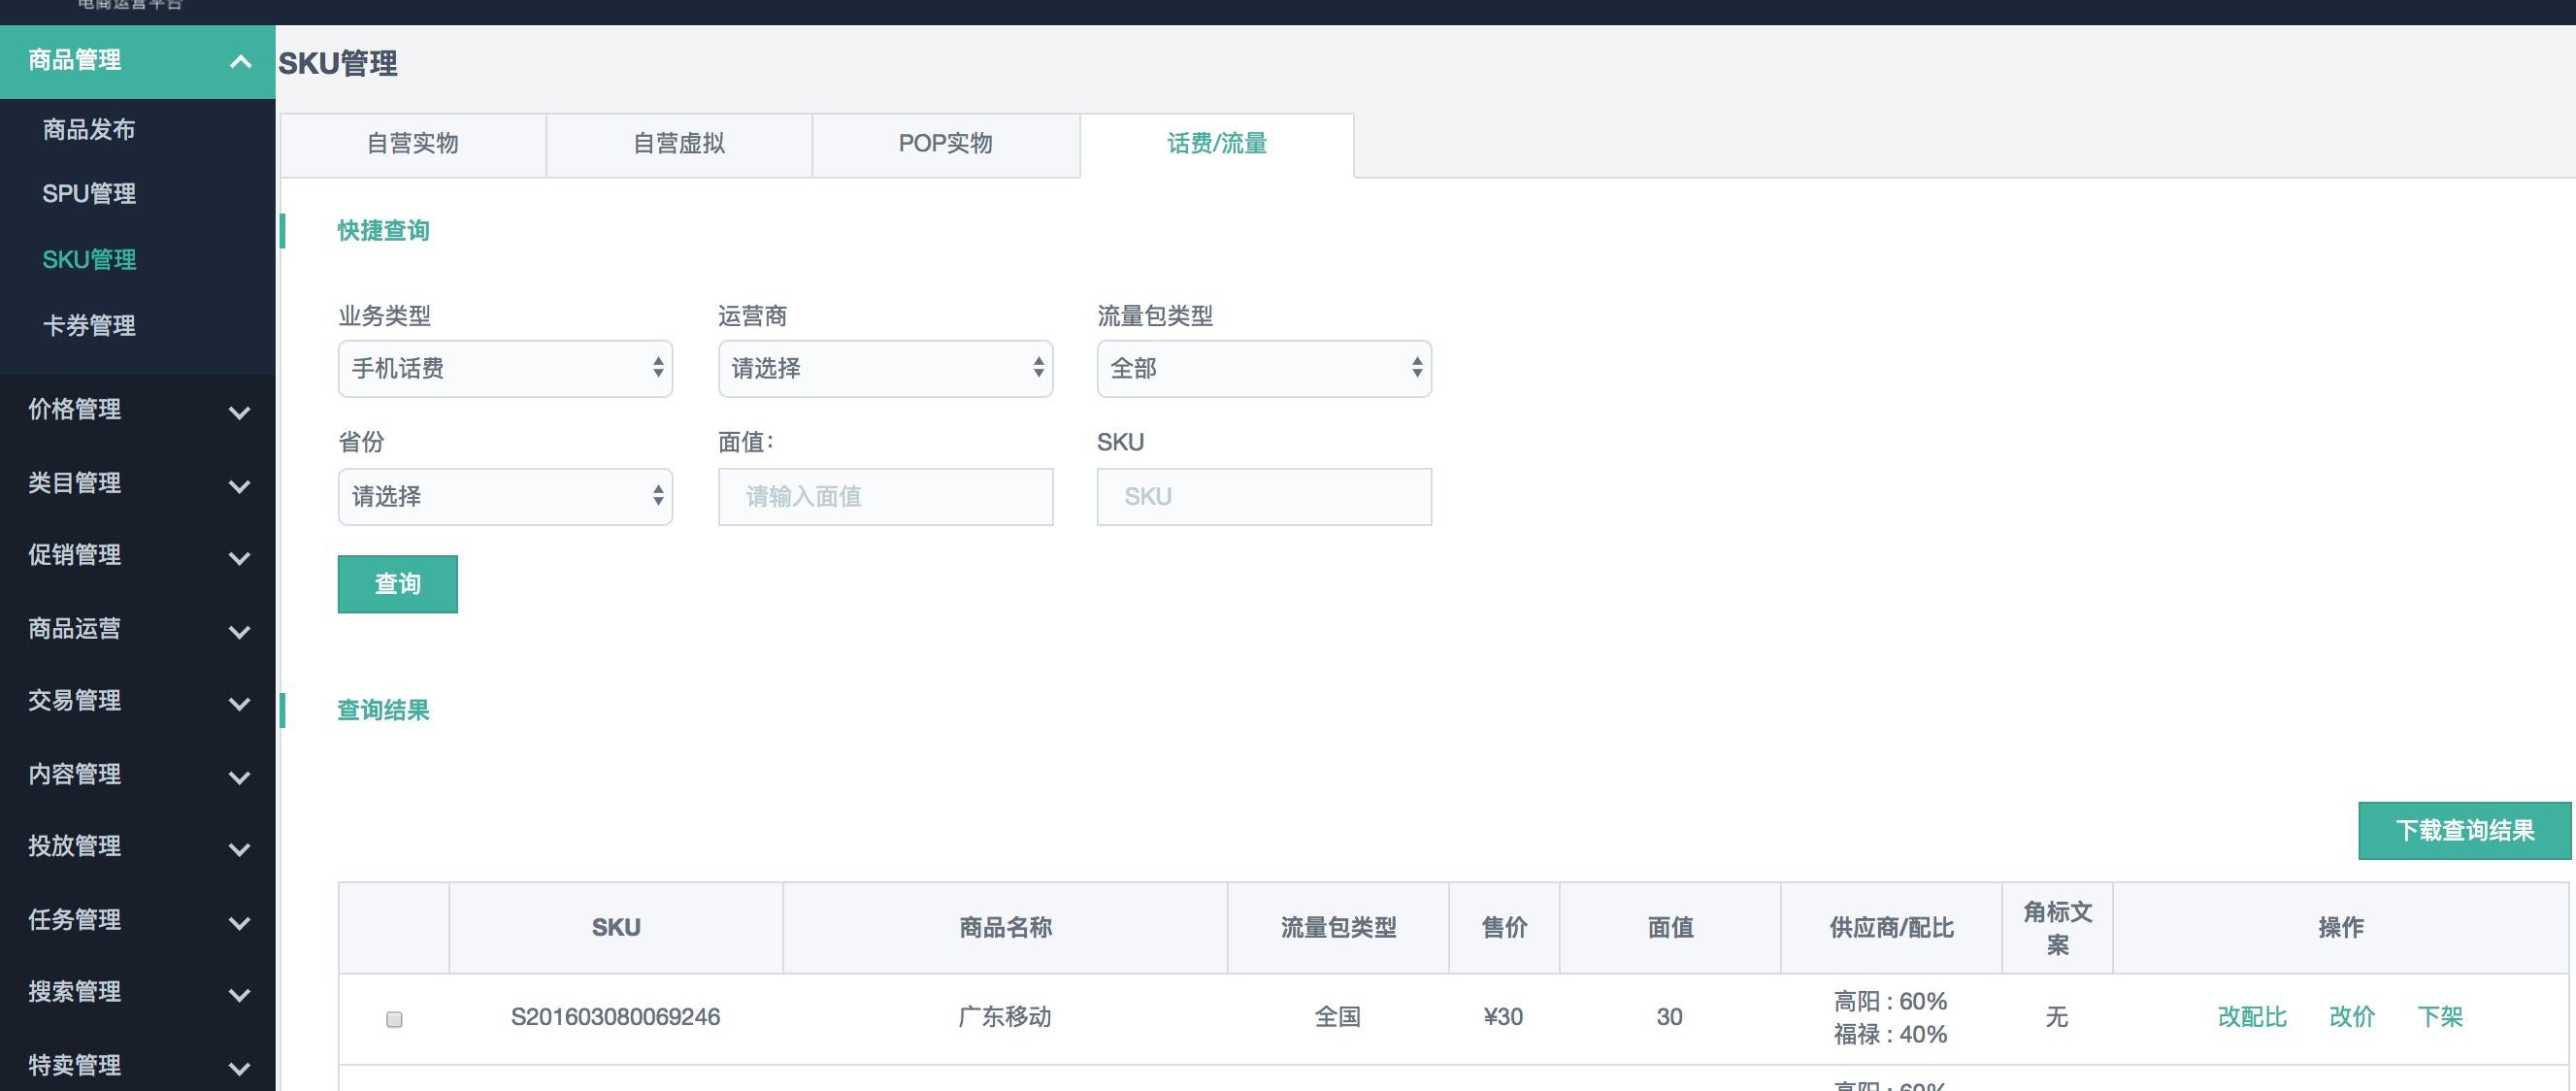 电商运营平台
商品管理
商品发布
SPU管理
SKU管理
卡券管理
价格管理
类目管理
促销管理
商品运营
交易管理
内容管理
投放管理
任务管理
搜索管理
特卖管理
SKU管理
自营实物
自营虚拟
POP实物
话费/流量
快捷查询
业务类型
运营商
流量包类型
手机话费
请选择
全部
省份
面值：
SKU
请选择
请输入面值
SKU
查询
查询结果
下载查询结果
SKU
商品名称
流量包类型
售价
面值
供应商/配比
角标文
案
操作
S201603080069246
广东移动
全国
¥30
30
高阳 : 60%
福禄 : 40%
无
改配比
改价
下架
高阳 : 60%